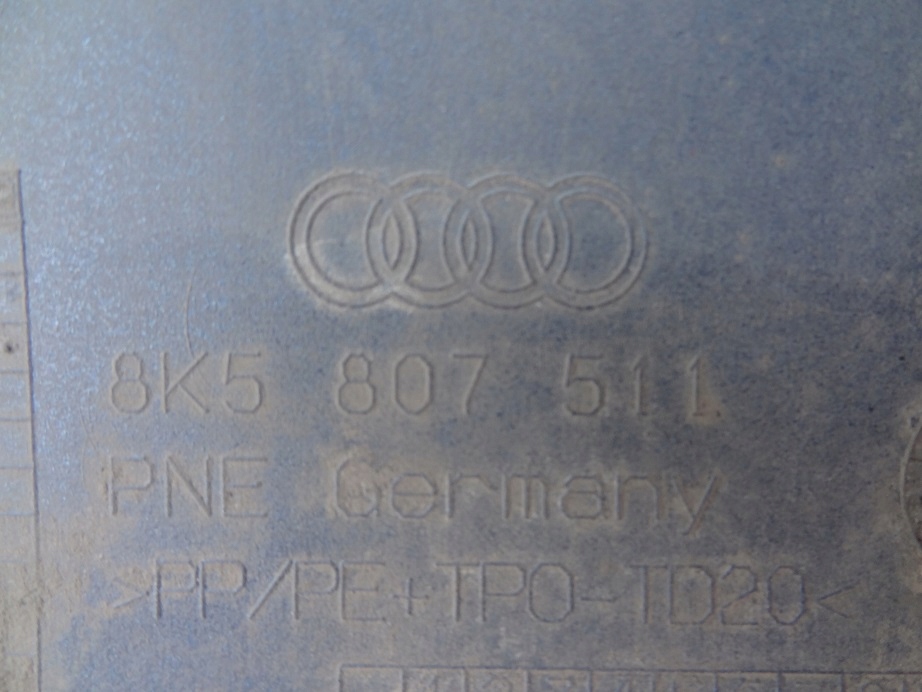 8K5 807 511
PNE Germany
>PP/PE+TPO-TD20<